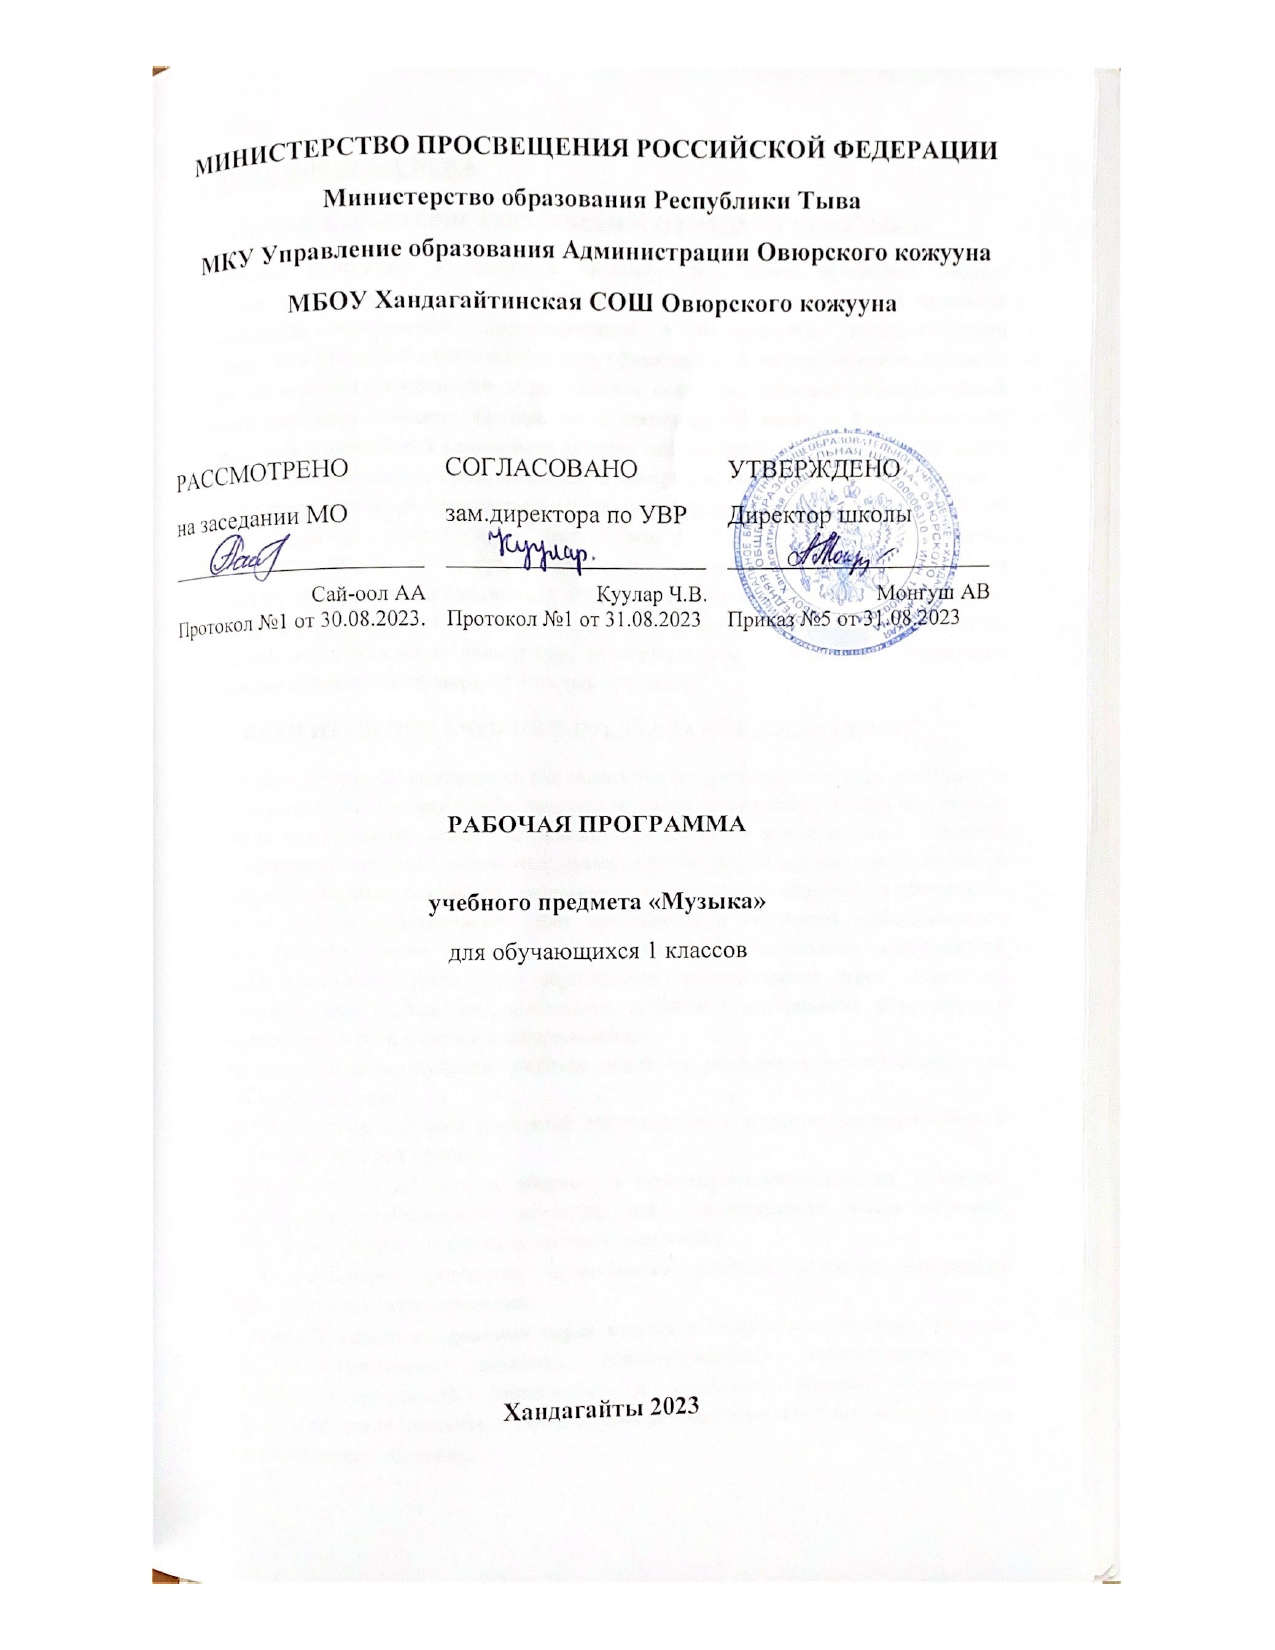 МИНИСТЕРСТВО ПРОСВЕЩЕНИЯ РОССИЙСКОЙ ФЕДЕРАЦИИ
Министерство образования Республики Тыва
МКУ Управление образования Администрации Овюрского кожууна
МБОУ Хандагайтинская СОШ Овюрского кожууна
РАССМОТРЕНО
на заседании МО
Сай-оол АА
Протокол №1 от 30.08.2023.
СОГЛАСОВАНО
зам.директора по УВР
Куулар.
Куулар Ч.В.
Протокол №1 от 31.08.2023
УТВЕРЖДЕНО
Директор школы
Монгуш АВ
Приказ №5 от 31.08.2023
РАБОЧАЯ ПРОГРАММА
учебного предмета «Музыка»
для обучающихся 1 классов
Хандагайты 2023